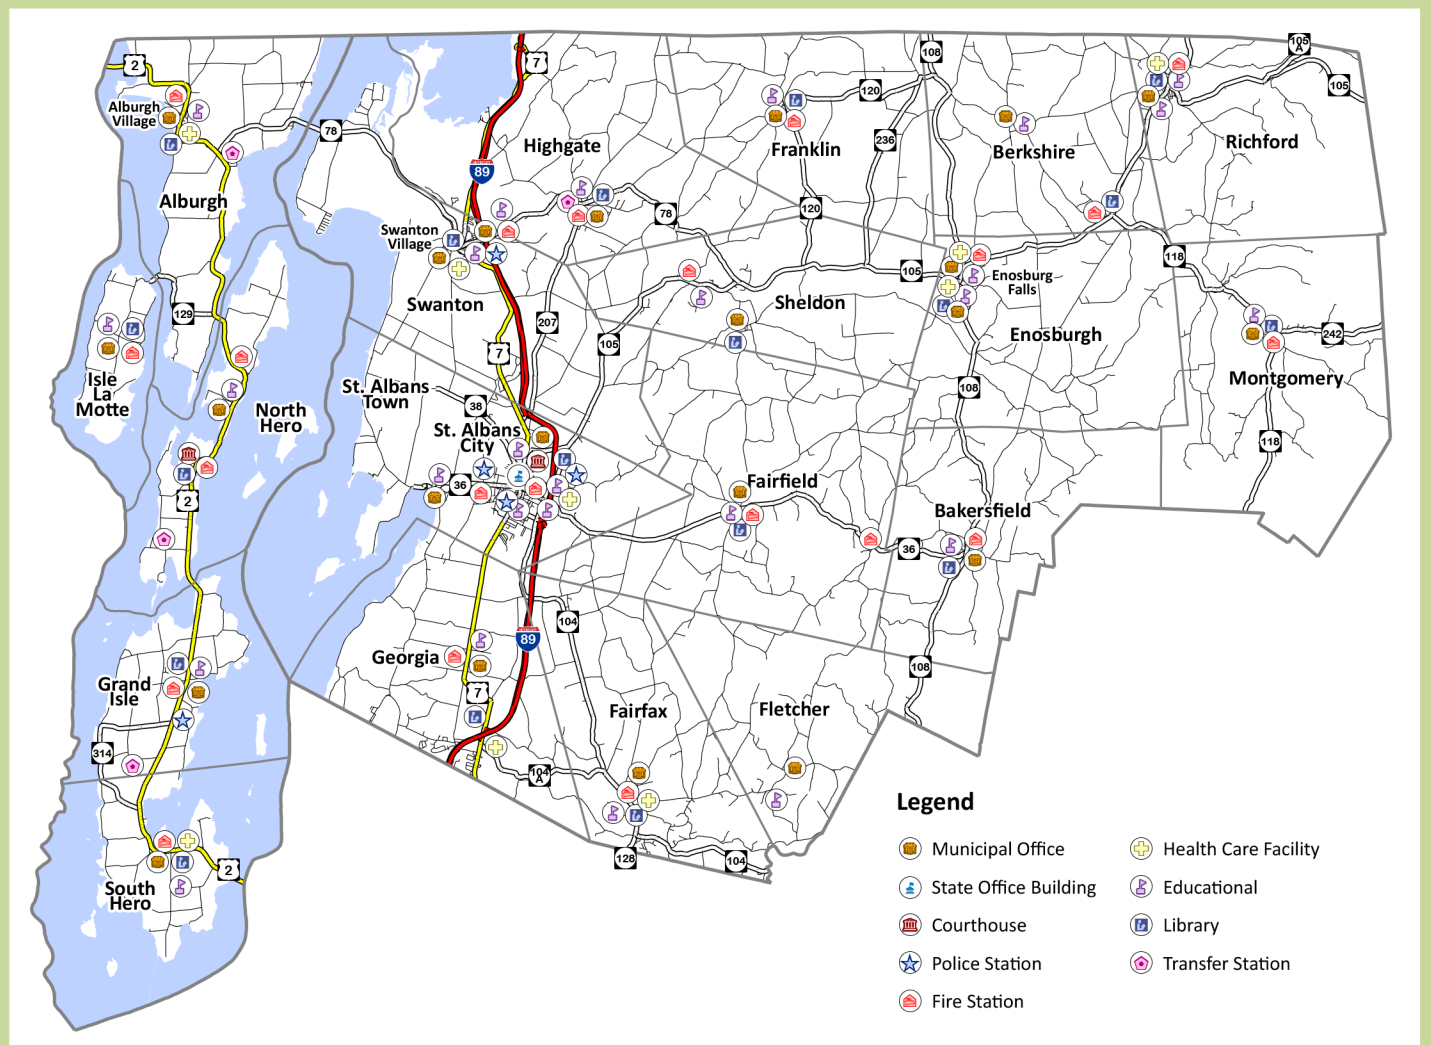 105
A
7
108
2
105
120
Alburgh
Village
78
236
Richford
Highgate
Franklin
Berkshire
89
Alburgh
120
78
Swanton
Village
118
105
Enosburg
Falls
Swanton
Sheldon
129
207
242
Enosburgh
105
7
Isle
La
Motte
St. Albans
Town
108
Montgomery
38
North
Hero
St. Albans
City
118
36
Fairfield
2
Bakersfield
36
104
89
Georgia
108
Grand
Isle
7
Fairfax
Fletcher
314
104
A
128
104
2
South
Hero
Legend
Municipal Office
Health Care Facility
State Office Building
Educational
Courthouse
Library
Police Station
Transfer Station
Fire Station